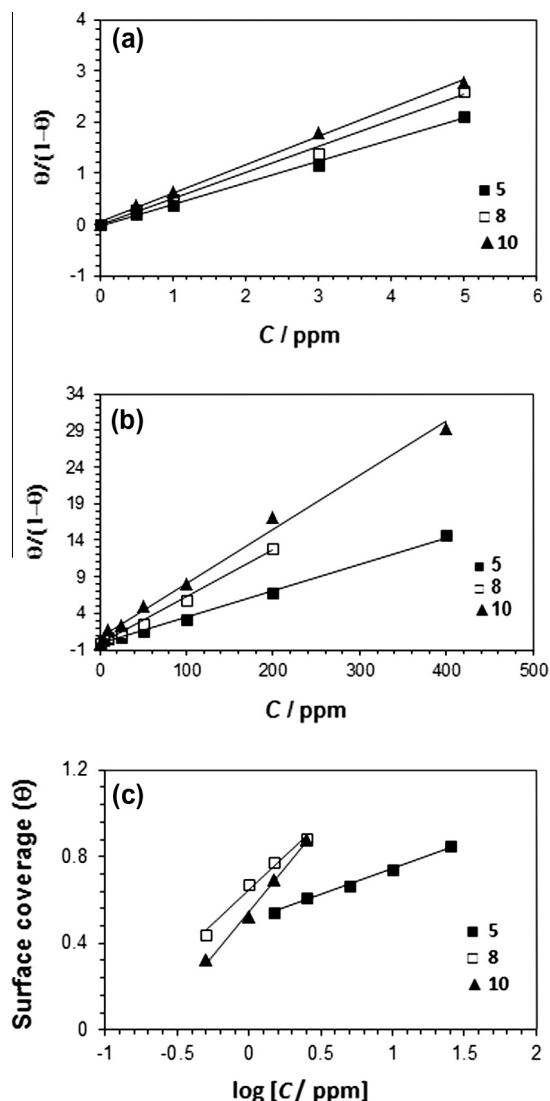 (a)
θ/(1–θ)
4
3
2
1
0
-1
0 1 2 3 4 5 6
C / ppm
5
8
10
(b)
θ/(1–θ)
34
29
24
19
14
9
4
-1
0 100 200 300 400 500
C / ppm
5
8
10
(c)
Surface coverage (θ)
1.2
0.8
0.4
0
-1 -0.5 0 0.5 1 1.5 2
log [C / ppm]
5
8
10